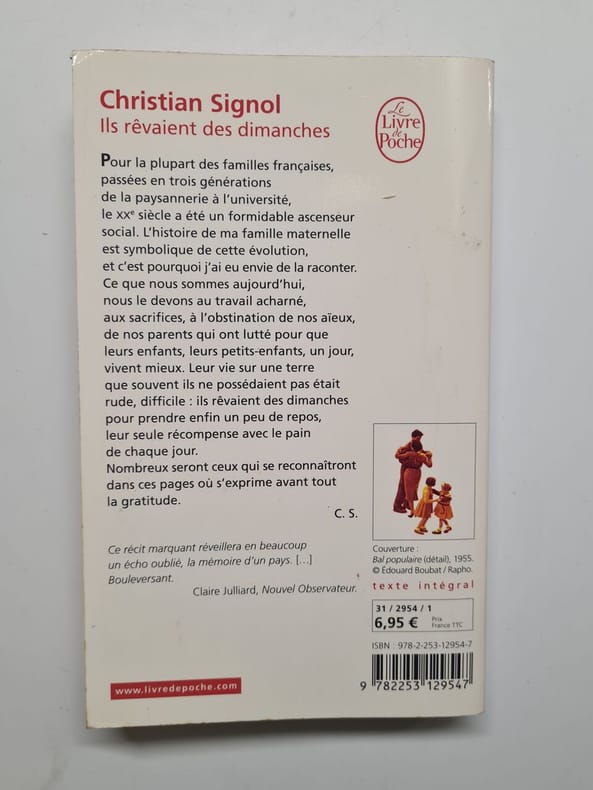 Christian Signol
Ils rêvaient des dimanches
Le
Livre
de
Poche
Pour la plupart des familles françaises,
passées en trois générations
de la paysannerie à l'université,
le XXe siècle a été un formidable ascenseur
social. L'histoire de ma famille maternelle
est symbolique de cette évolution,
et c'est pourquoi j'ai eu envie de la raconter.
Ce que nous sommes aujourd'hui,
nous le devons au travail acharné,
aux sacrifices, à l'obstination de nos aïeux,
de nos parents qui ont lutté pour que
leurs enfants, leurs petits-enfants, un jour,
vivent mieux. Leur vie sur une terre
que souvent ils ne possédaient pas était
rude, difficile : ils rêvaient des dimanches
pour prendre enfin un peu de repos,
leur seule récompense avec le pain
de chaque jour.
Nombreux seront ceux qui se reconnaîtront
dans ces pages où s'exprime avant tout
la gratitude.
C. S.
Ce récit marquant réveillera en beaucoup
un écho oublié, la mémoire d'un pays. […]
Bouleversant.
Claire Julliard, Nouvel Observateur.
Couverture :
Bal populaire (détail), 1955.
© Édouard Boubat / Rapho.
texte intégral
31 / 2954 / 1
6,95 € Prix
France TTC
ISBN : 978-2-253-12954-7
9 782253 129547
www.livredepoche.com